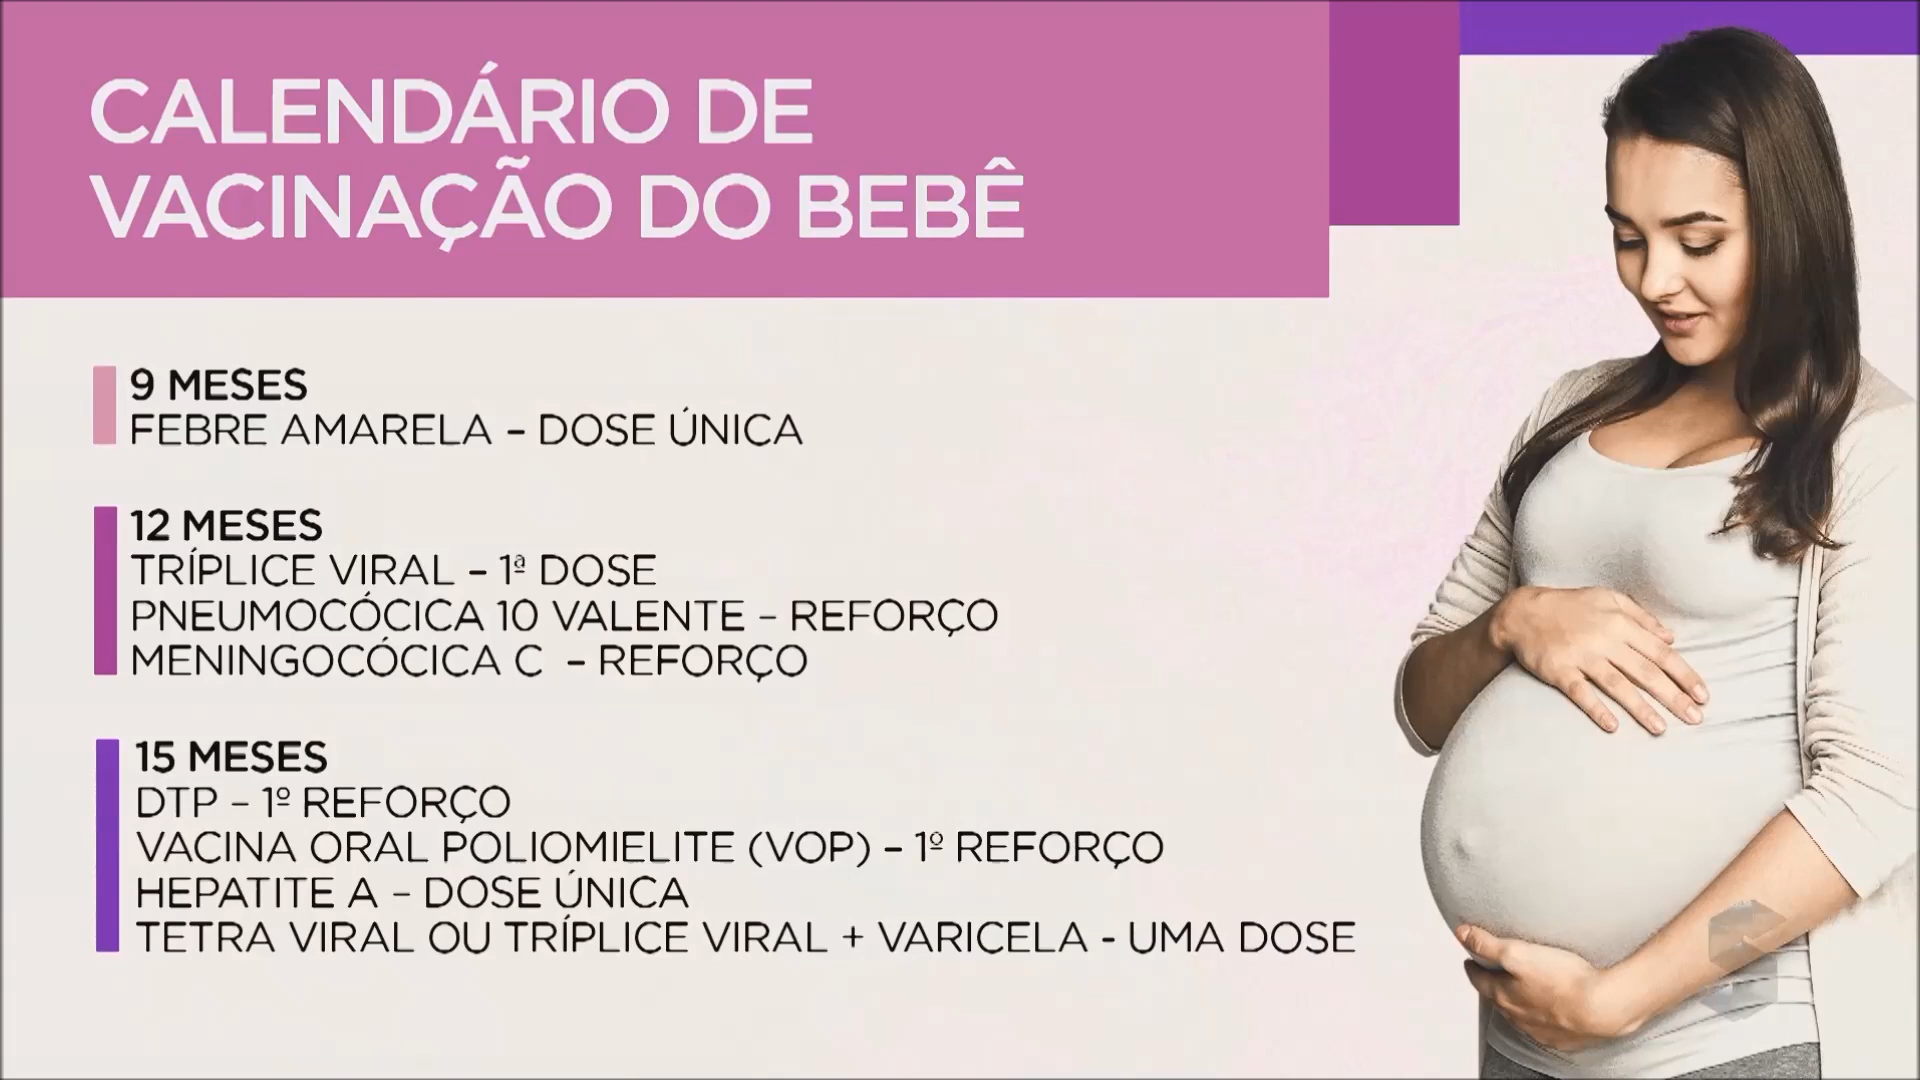 CALENDÁRIO DE
VACINAÇÃO DO BEBÊ
9 MESES
FEBRE AMARELA – DOSE ÚNICA
12 MESES
TRÍPLICE VIRAL – 1ª DOSE
PNEUMOCÓCICA 10 VALENTE – REFORÇO
MENINGOCÓCICA C – REFORÇO
15 MESES
DTP – 1º REFORÇO
VACINA ORAL POLIOMIELITE (VOP) – 1º REFORÇO
HEPATITE A – DOSE ÚNICA
TETRA VIRAL OU TRÍPLICE VIRAL + VARICELA - UMA DOSE